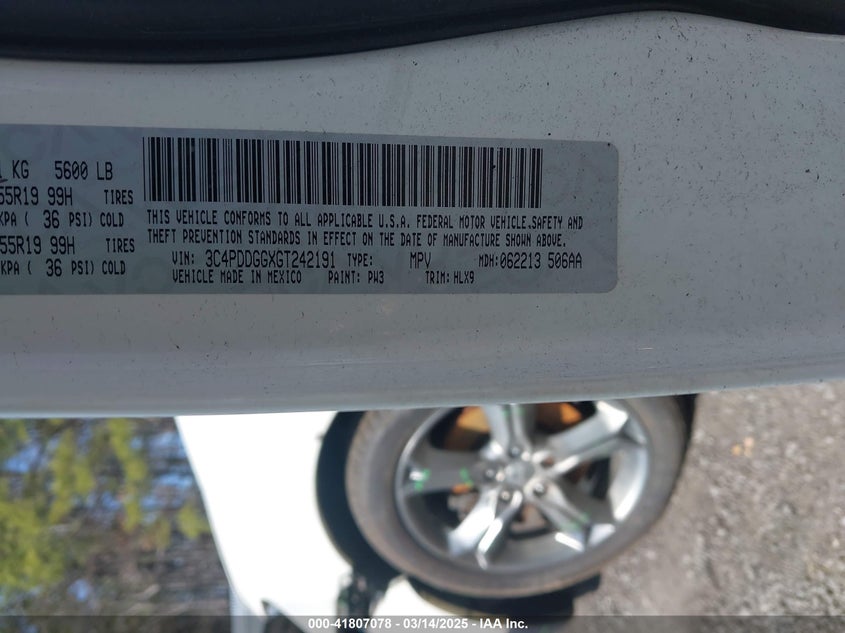 KG 5600 LB
55R19 99H TIRES
KPA ( 36 PSI) COLD
55R19 99H TIRES
KPA ( 36 PSI) COLD
THIS VEHICLE CONFORMS TO ALL APPLICABLE U.S.A. FEDERAL MOTOR VEHICLE SAFETY AND
THEFT PREVENTION STANDARDS IN EFFECT ON THE DATE OF MANUFACTURE SHOWN ABOVE.
VIN: 3C4PDDGGXGT242191 TYPE: MPV MDH: 062213 506AA
VEHICLE MADE IN MEXICO PAINT: PW3 TRIM: HLX9
000-41807078 — 03/14/2025 — IAA Inc.